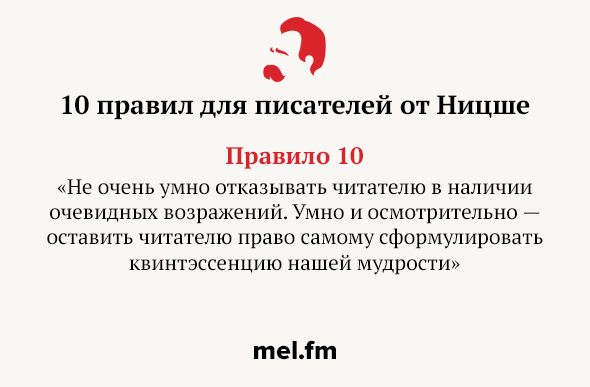 10 правил для писателей от Ницше
Правило 10
«Не очень умно отказывать читателю в наличии
очевидных возражений. Умно и осмотрительно —
оставить читателю право самому сформулировать
квинтэссенцию нашей мудрости»
mel.fm